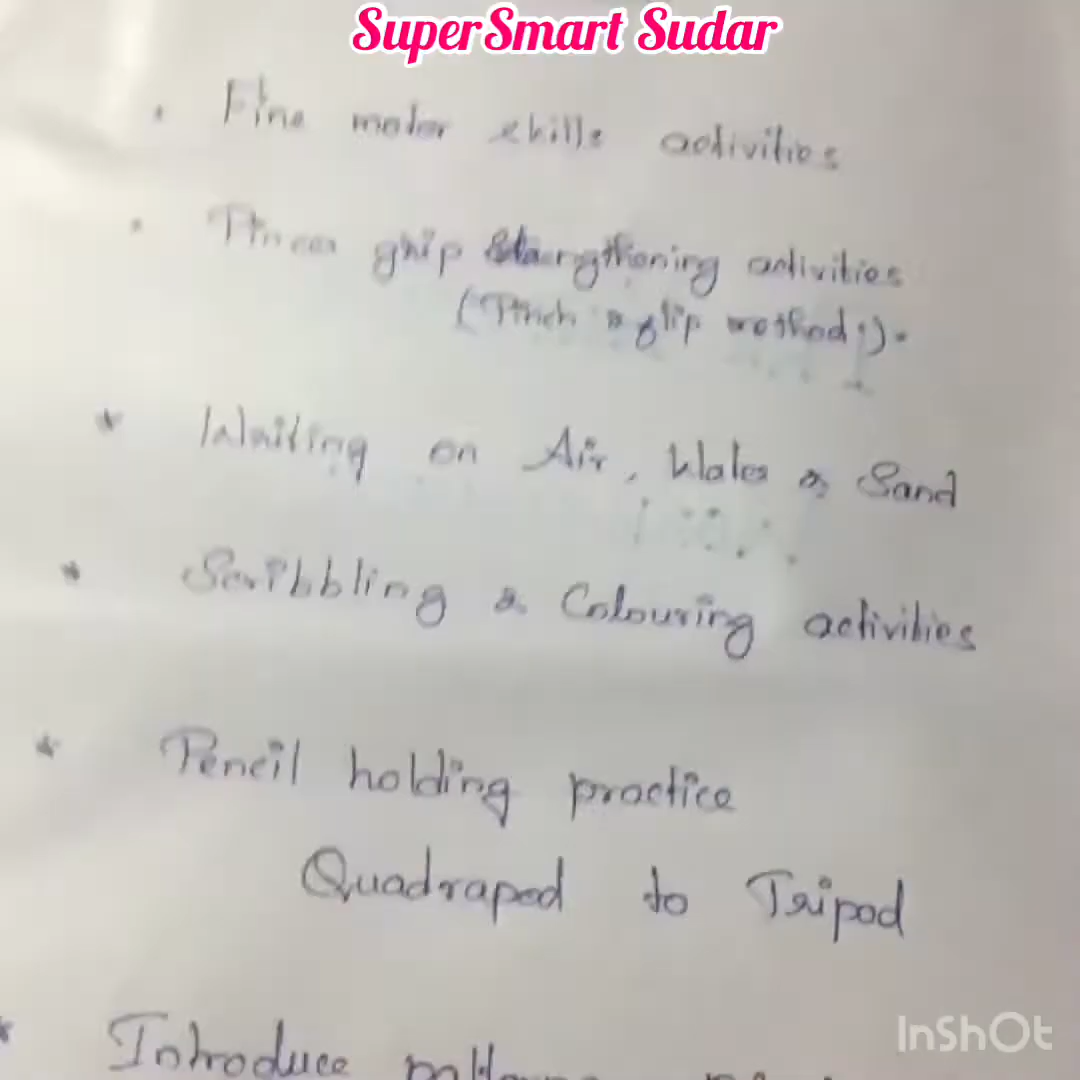 SuperSmart Sudar
• Fine motor skills activities
• Pincer grip strengthening activities
(Pinch & flip method).
* Writing on Air, Water & Sand
* Scribbling & Colouring activities
* Pencil holding practice
Quadraped to Tripod
* Introduce
InShOt